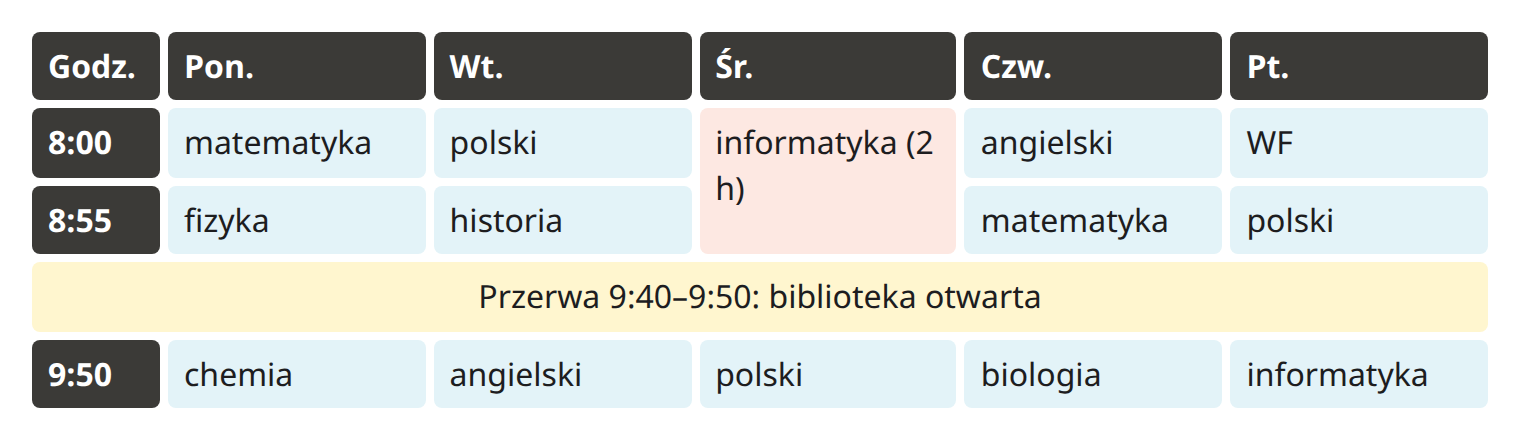 Godz. Pon. Wt. Śr. Czw. Pt.
8:00 matematyka polski informatyka (2 h) angielski WF
8:55 fizyka historia matematyka polski
Przerwa 9:40–9:50: biblioteka otwarta
9:50 chemia angielski polski biologia informatyka